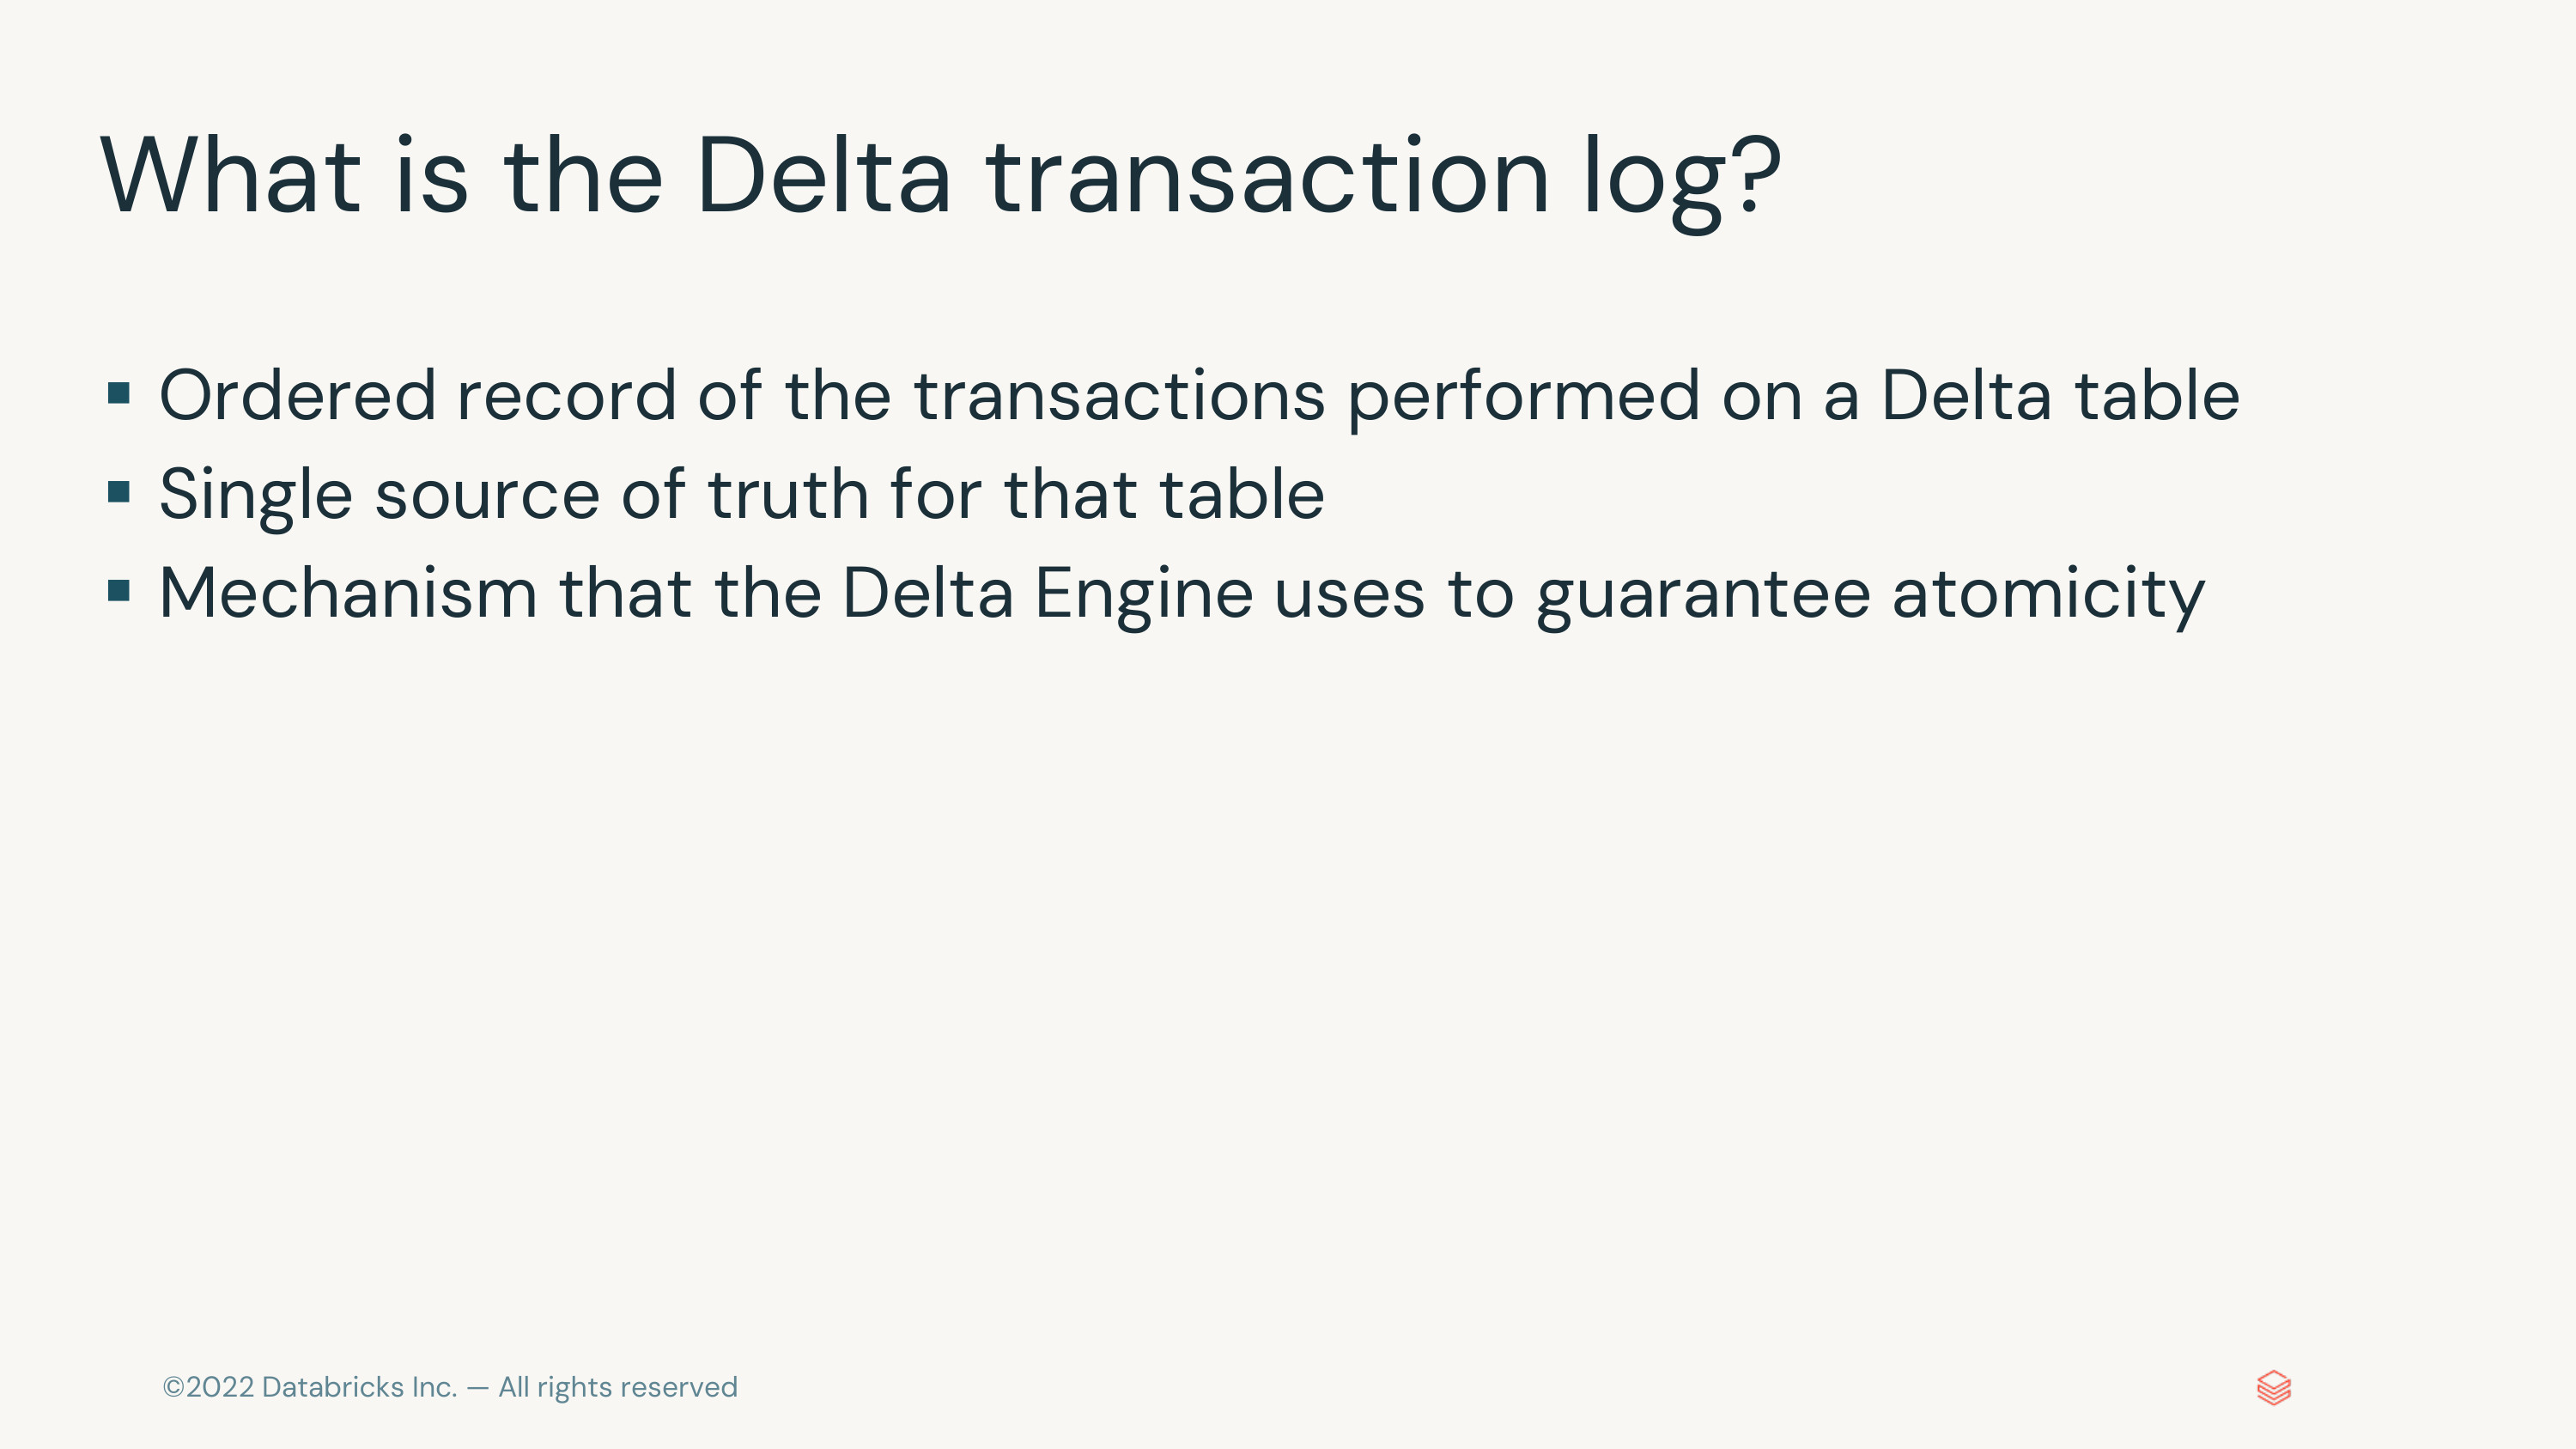 What is the Delta transaction log?
▪ Ordered record of the transactions performed on a Delta table
▪ Single source of truth for that table
▪ Mechanism that the Delta Engine uses to guarantee atomicity
©2022 Databricks Inc. — All rights reserved